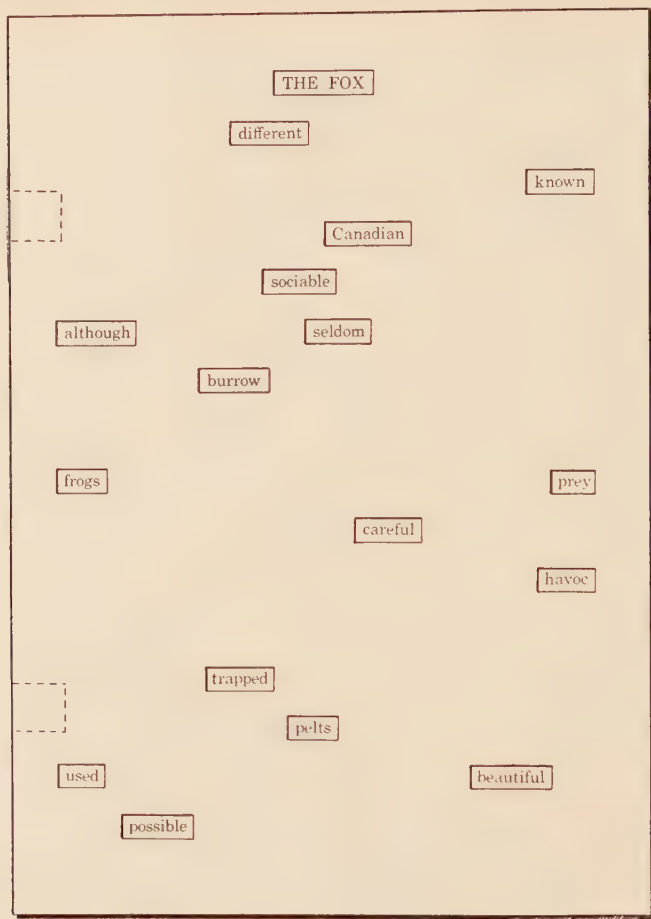 THE FOX
different
known
Canadian
sociable
although seldom
burrow
frogs prey
careful
havoc
trapped
pelts
used beautiful
possible